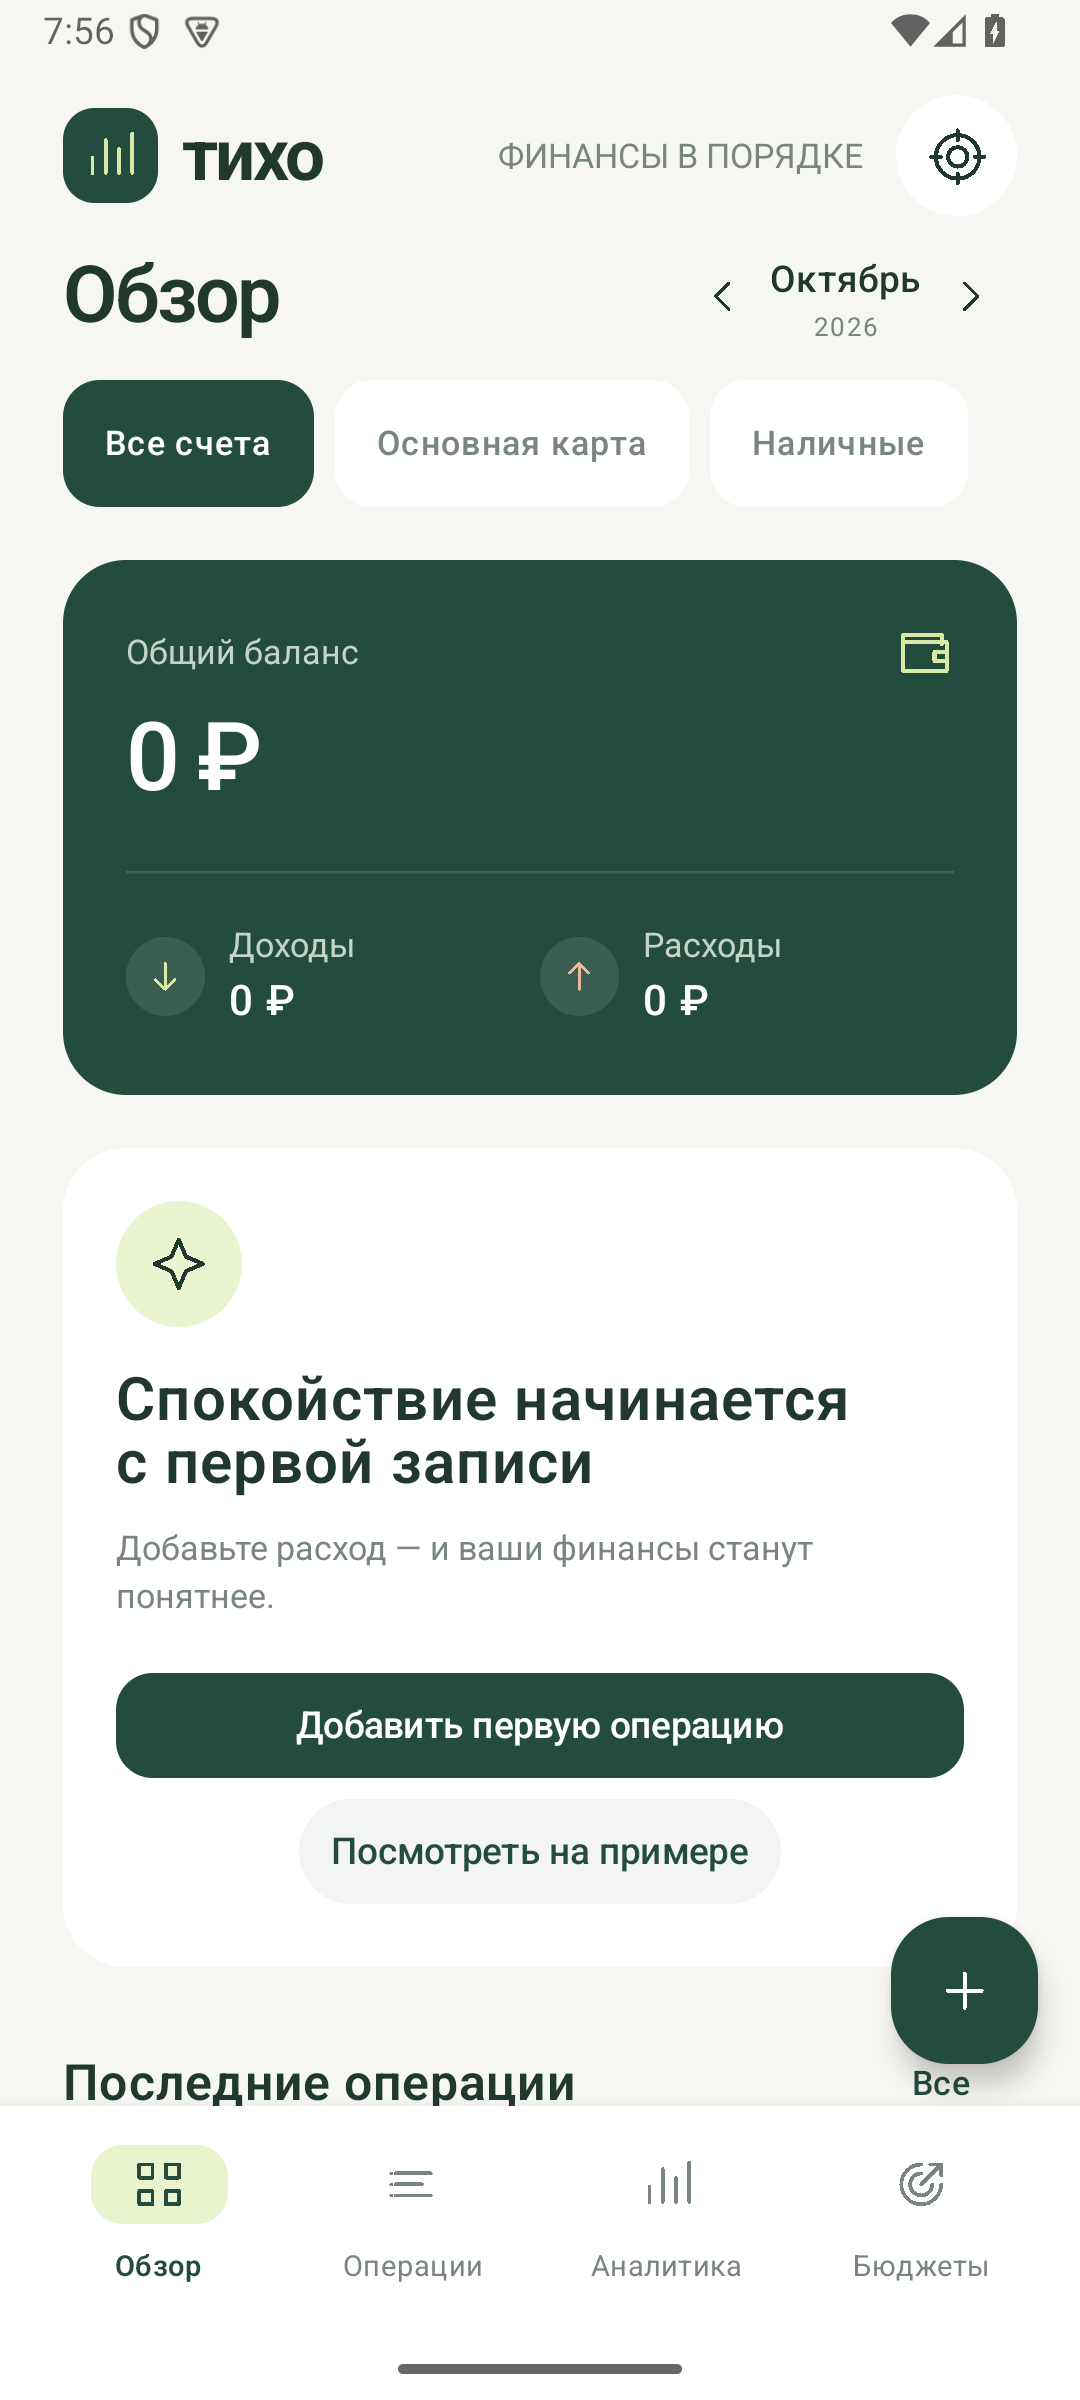 7:56
тихо
ФИНАНСЫ В ПОРЯДКЕ
Обзор
Октябрь
2026
Все счета
Основная карта
Наличные
Общий баланс
0 ₽
Доходы
0 ₽
Расходы
0 ₽
Спокойствие начинается
с первой записи
Добавьте расход — и ваши финансы станут
понятнее.
Добавить первую операцию
Посмотреть на примере
Последние операции
Все
Обзор
Операции
Аналитика
Бюджеты